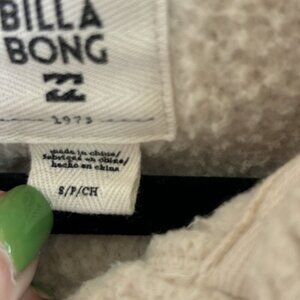 BILLA
BONG
1973
made in china/
fabriqué en chine/
hecho en china
S/P/CH